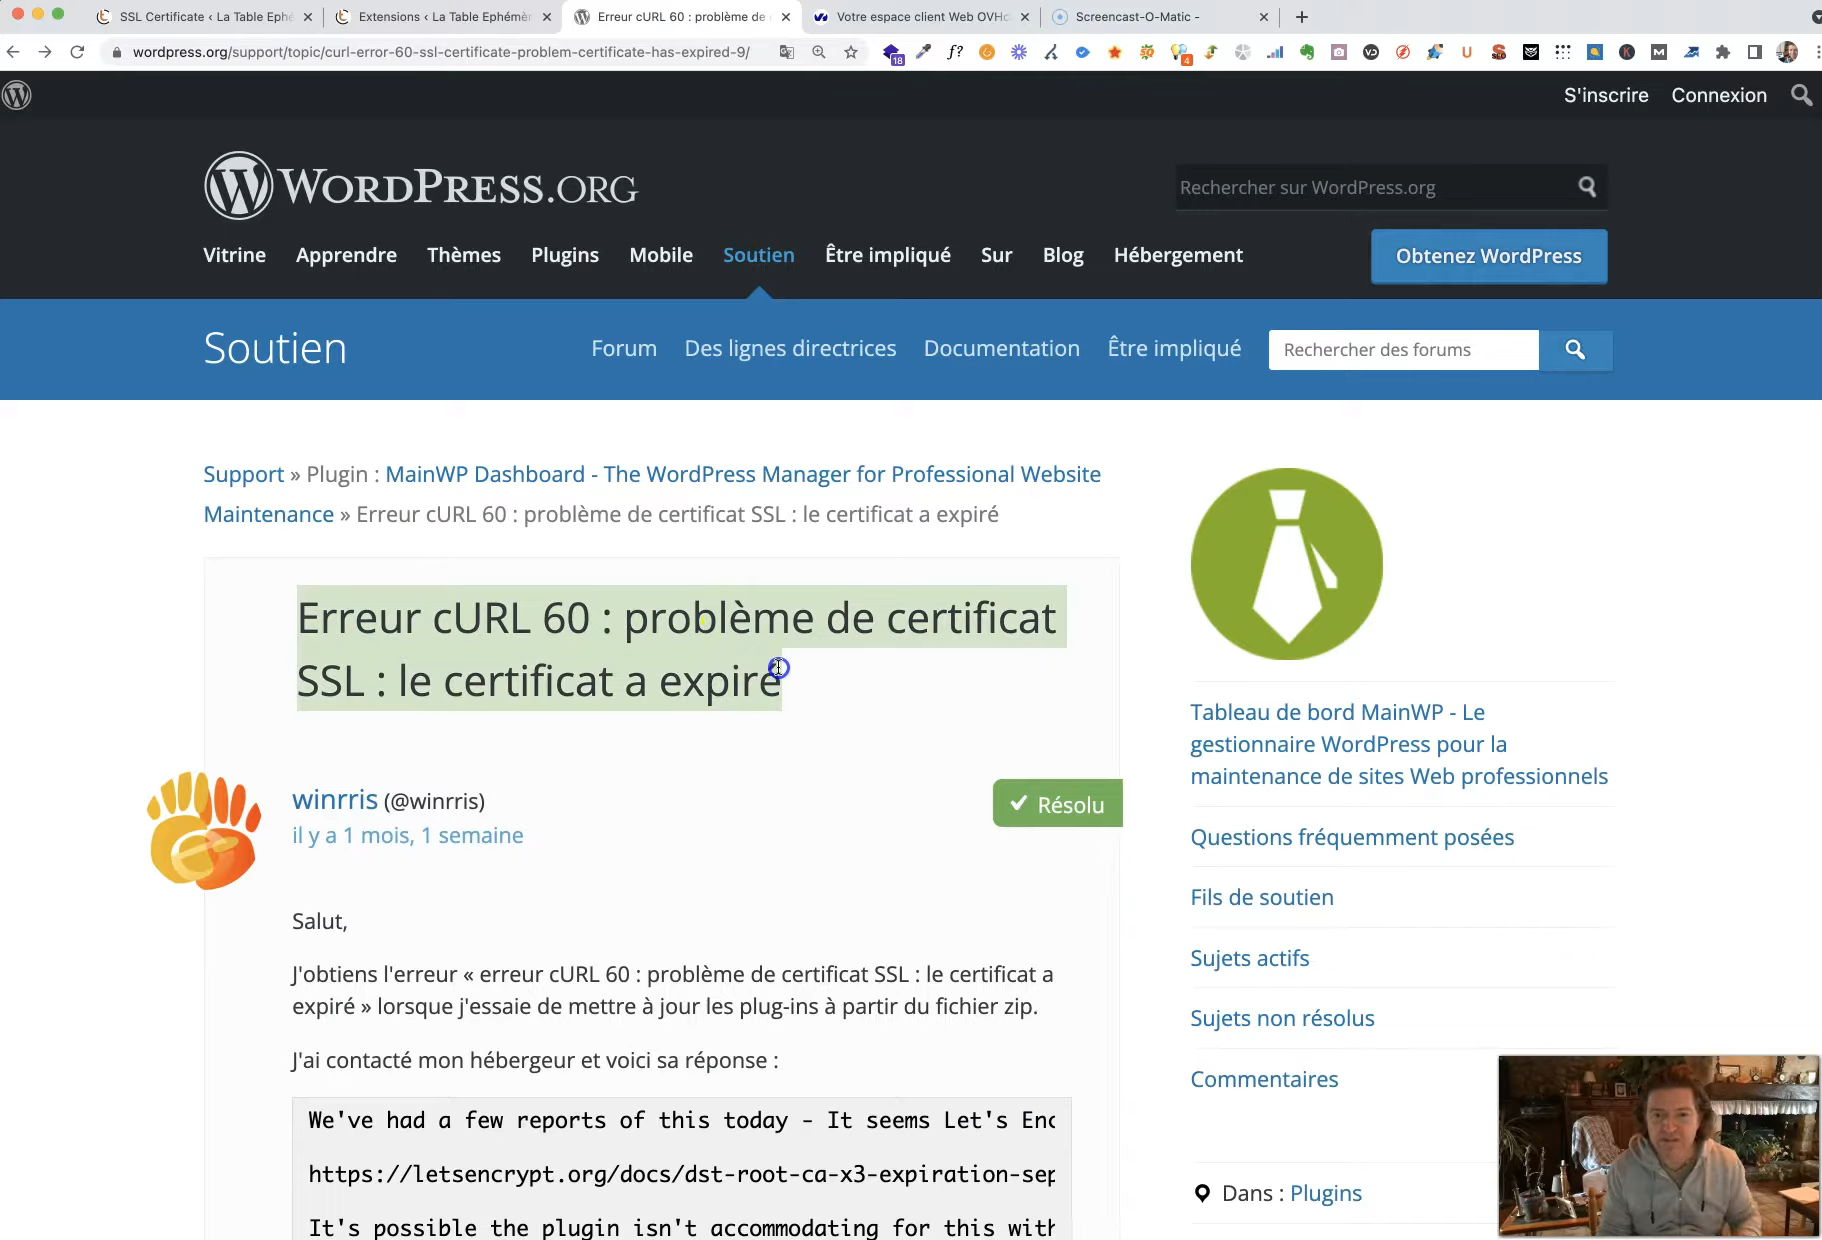 SSL Certificate ‹ La Table Ephé
Extensions ‹ La Table Ephémèr
Erreur cURL 60 : problème de
Votre espace client Web OVHc
Screencast-O-Matic -
wordpress.org/support/topic/curl-error-60-ssl-certificate-problem-certificate-has-expired-9/
18
f?
4
S'inscrire
Connexion
WORDPRESS.ORG
Rechercher sur WordPress.org
Vitrine
Apprendre
Thèmes
Plugins
Mobile
Soutien
Être impliqué
Sur
Blog
Hébergement
Obtenez WordPress
Soutien
Forum
Des lignes directrices
Documentation
Être impliqué
Rechercher des forums
Support » Plugin : MainWP Dashboard - The WordPress Manager for Professional Website
Maintenance » Erreur cURL 60 : problème de certificat SSL : le certificat a expiré
Erreur cURL 60 : problème de certificat
SSL : le certificat a expiré
winrris (@winrris)
il y a 1 mois, 1 semaine
Résolu
Salut,
J'obtiens l'erreur « erreur cURL 60 : problème de certificat SSL : le certificat a
expiré » lorsque j'essaie de mettre à jour les plug-ins à partir du fichier zip.
J'ai contacté mon hébergeur et voici sa réponse :
We've had a few reports of this today - It seems Let's Enc
https://letsencrypt.org/docs/dst-root-ca-x3-expiration-sep
It's possible the plugin isn't accommodating for this with
Tableau de bord MainWP - Le
gestionnaire WordPress pour la
maintenance de sites Web professionnels
Questions fréquemment posées
Fils de soutien
Sujets actifs
Sujets non résolus
Commentaires
Dans : Plugins